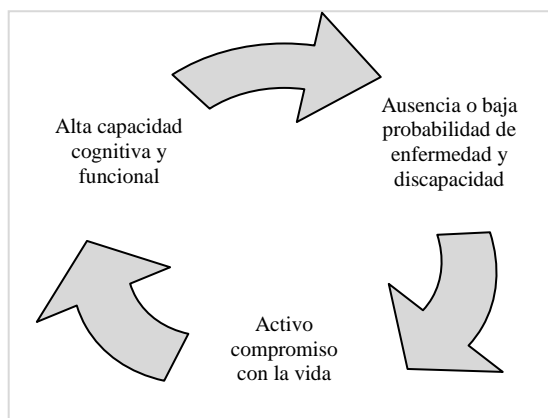 Alta capacidad
cognitiva y
funcional
Ausencia o baja
probabilidad de
enfermedad y
discapacidad
Activo
compromiso
con la vida